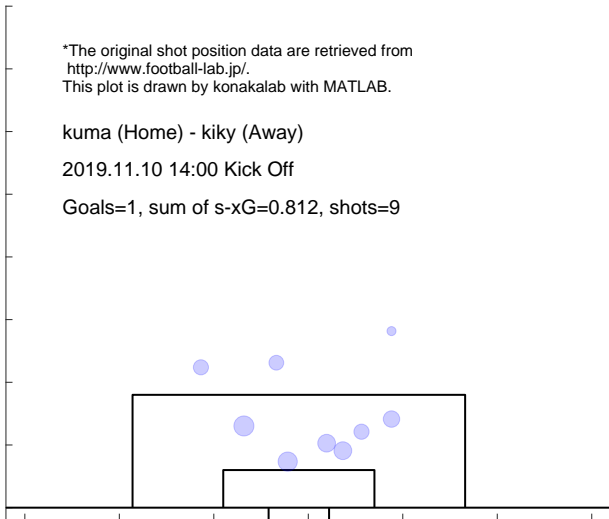 *The original shot position data are retrieved from
http://www.football-lab.jp/.
This plot is drawn by konakalab with MATLAB.
kuma (Home) - kiky (Away)
2019.11.10 14:00 Kick Off
Goals=1, sum of s-xG=0.812, shots=9